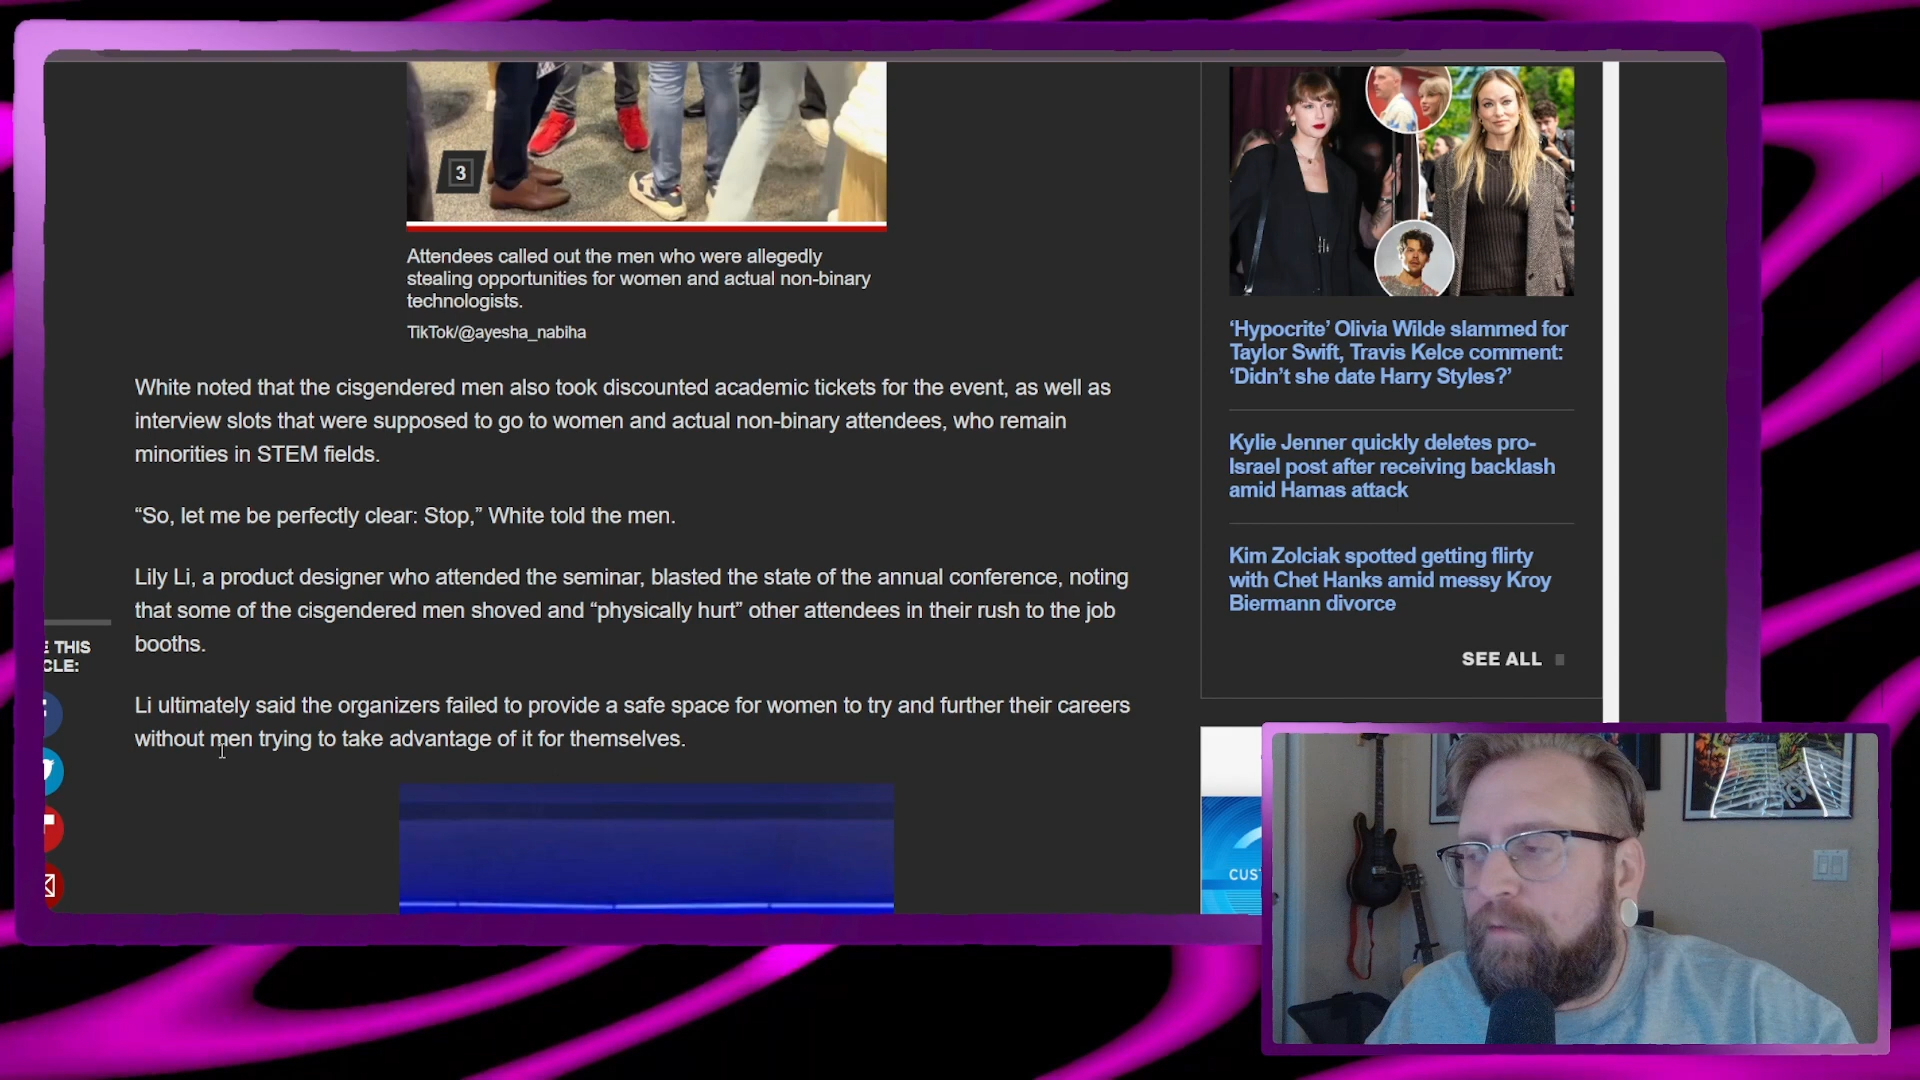 3
Attendees called out the men who were allegedly
stealing opportunities for women and actual non-binary
technologists.
TikTok/@ayesha_nabiha
White noted that the cisgendered men also took discounted academic tickets for the event, as well as
interview slots that were supposed to go to women and actual non-binary attendees, who remain
minorities in STEM fields.
“So, let me be perfectly clear: Stop,” White told the men.
Lily Li, a product designer who attended the seminar, blasted the state of the annual conference, noting
that some of the cisgendered men shoved and “physically hurt” other attendees in their rush to the job
booths.
Li ultimately said the organizers failed to provide a safe space for women to try and further their careers
without men trying to take advantage of it for themselves.
E THIS
CLE:
‘Hypocrite’ Olivia Wilde slammed for
Taylor Swift, Travis Kelce comment:
‘Didn’t she date Harry Styles?’
Kylie Jenner quickly deletes pro-
Israel post after receiving backlash
amid Hamas attack
Kim Zolciak spotted getting flirty
with Chet Hanks amid messy Kroy
Biermann divorce
SEE ALL
CUS